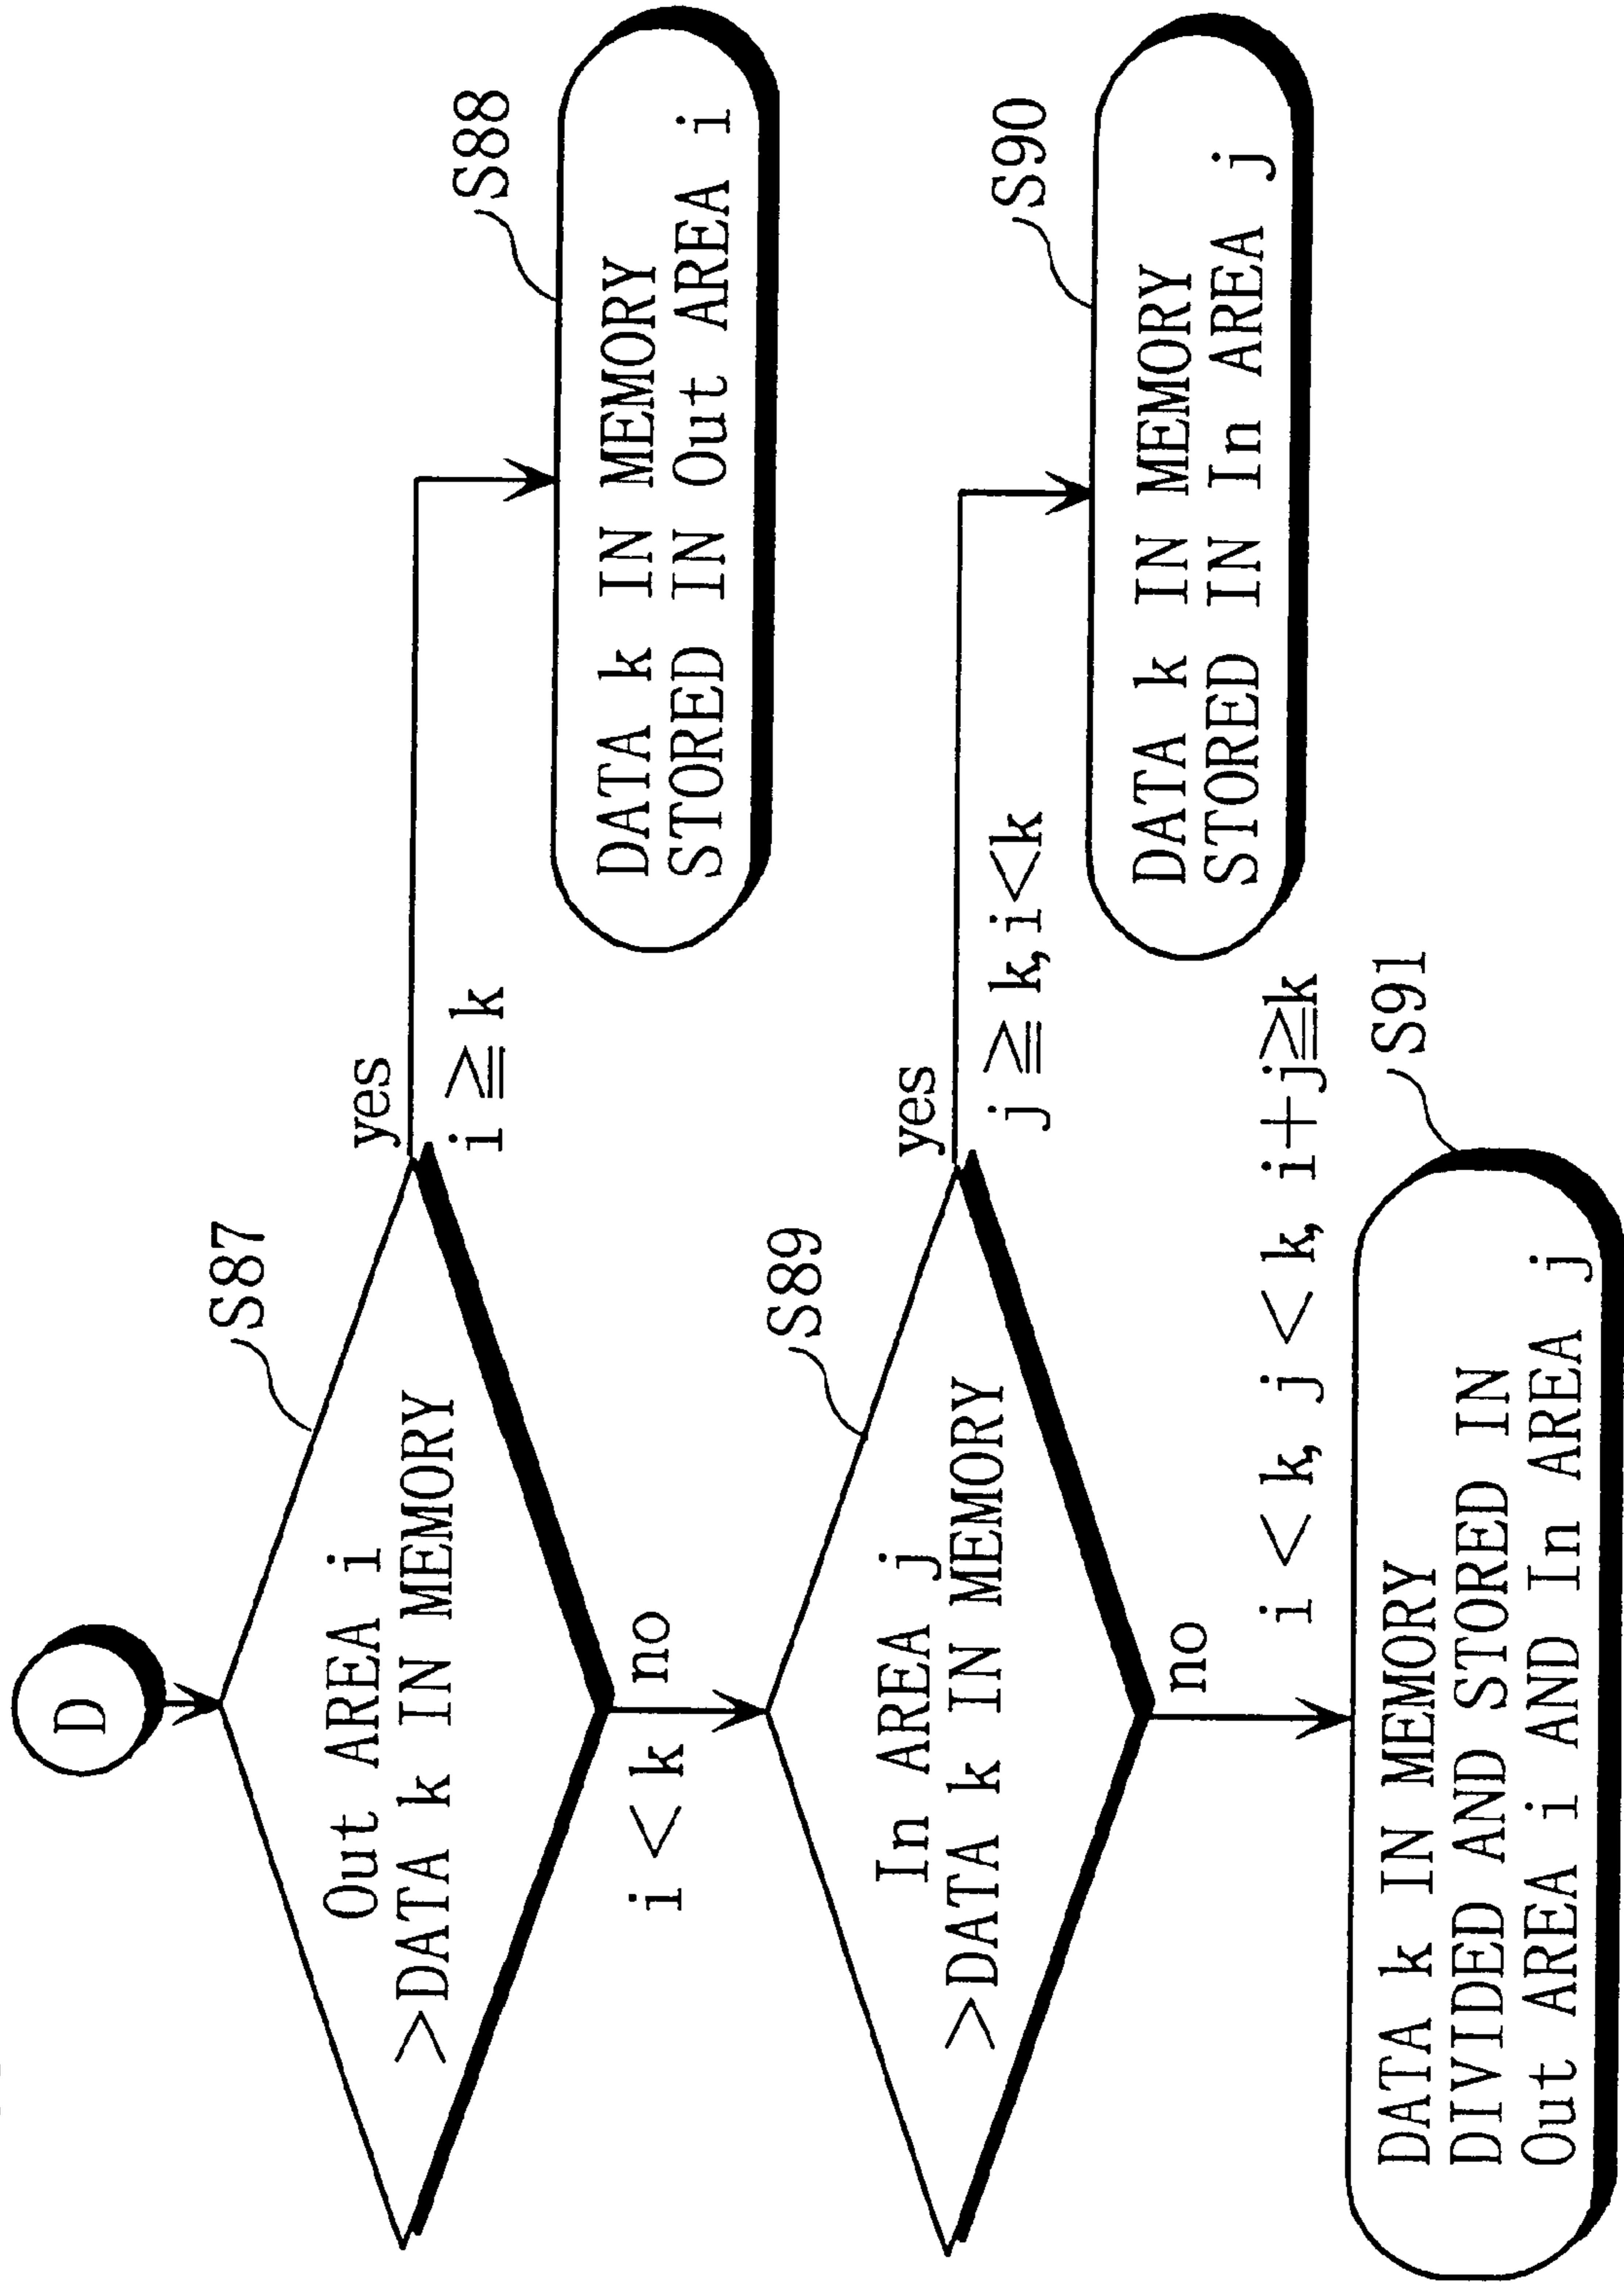 D
S87
Out AREA i
>DATA k IN MEMORY
yes
i≧k
S88
DATA k IN MEMORY
STORED IN Out AREA i
i<k
no
S89
In AREA j
>DATA k IN MEMORY
yes
j≧k,i<k
S90
DATA k IN MEMORY
STORED IN In AREA j
no
i<k,j<k,i+j≧k
S91
DATA k IN MEMORY
DIVIDED AND STORED IN
Out AREA i AND In AREA j